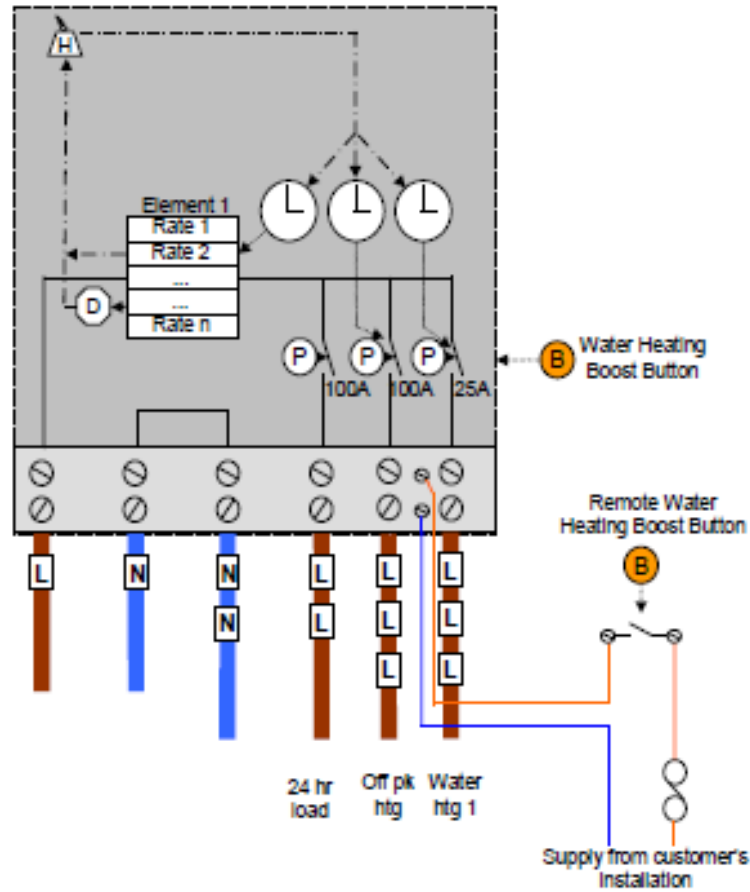 H
Element 1
Rate 1
Rate 2
...
...
Rate n
D
P
P
P
100A
100A
25A
B
Water Heating
Boost Button
Remote Water
Heating Boost Button
B
L
N
N
L
L
L
N
L
L
L
L
L
24 hr
load
Off pk
htg
Water
htg 1
Supply from customer's
Installation